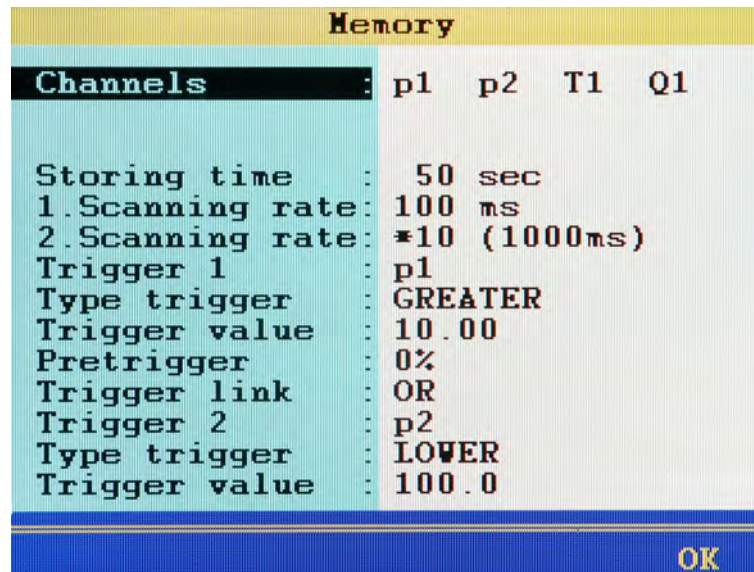 Memory
Channels : p1 p2 T1 Q1
Storing time : 50 sec
1.Scanning rate: 100 ms
2.Scanning rate: *10 (1000ms)
Trigger 1 : p1
Type trigger : GREATER
Trigger value : 10.00
Pretrigger : 0%
Trigger link : OR
Trigger 2 : p2
Type trigger : LOWER
Trigger value : 100.0
OK